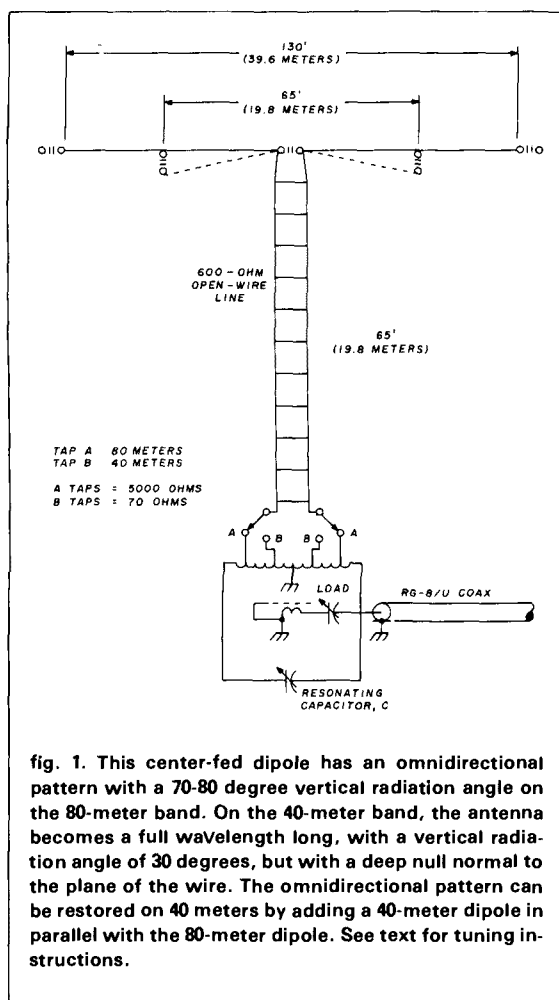 130'
(39.6 METERS)
65'
(19.8 METERS)
600-OHM
OPEN-WIRE
LINE
65'
(19.8 METERS)
TAP A 80 METERS
TAP B 40 METERS
A TAPS = 5000 OHMS
B TAPS = 70 OHMS
A
B
B
A
LOAD
RG-8/U COAX
RESONATING
CAPACITOR, C
fig. 1. This center-fed dipole has an omnidirectional
pattern with a 70-80 degree vertical radiation angle on
the 80-meter band. On the 40-meter band, the antenna
becomes a full wavelength long, with a vertical radia-
tion angle of 30 degrees, but with a deep null normal to
the plane of the wire. The omnidirectional pattern can
be restored on 40 meters by adding a 40-meter dipole in
parallel with the 80-meter dipole. See text for tuning in-
structions.